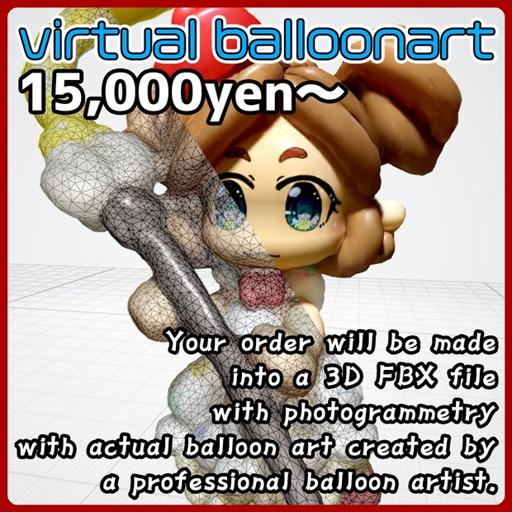 virtual balloonart
15,000yen～
Your order will be made
into a 3D FBX file
with photogrammetry
with actual balloon art created by
a professional balloon artist.